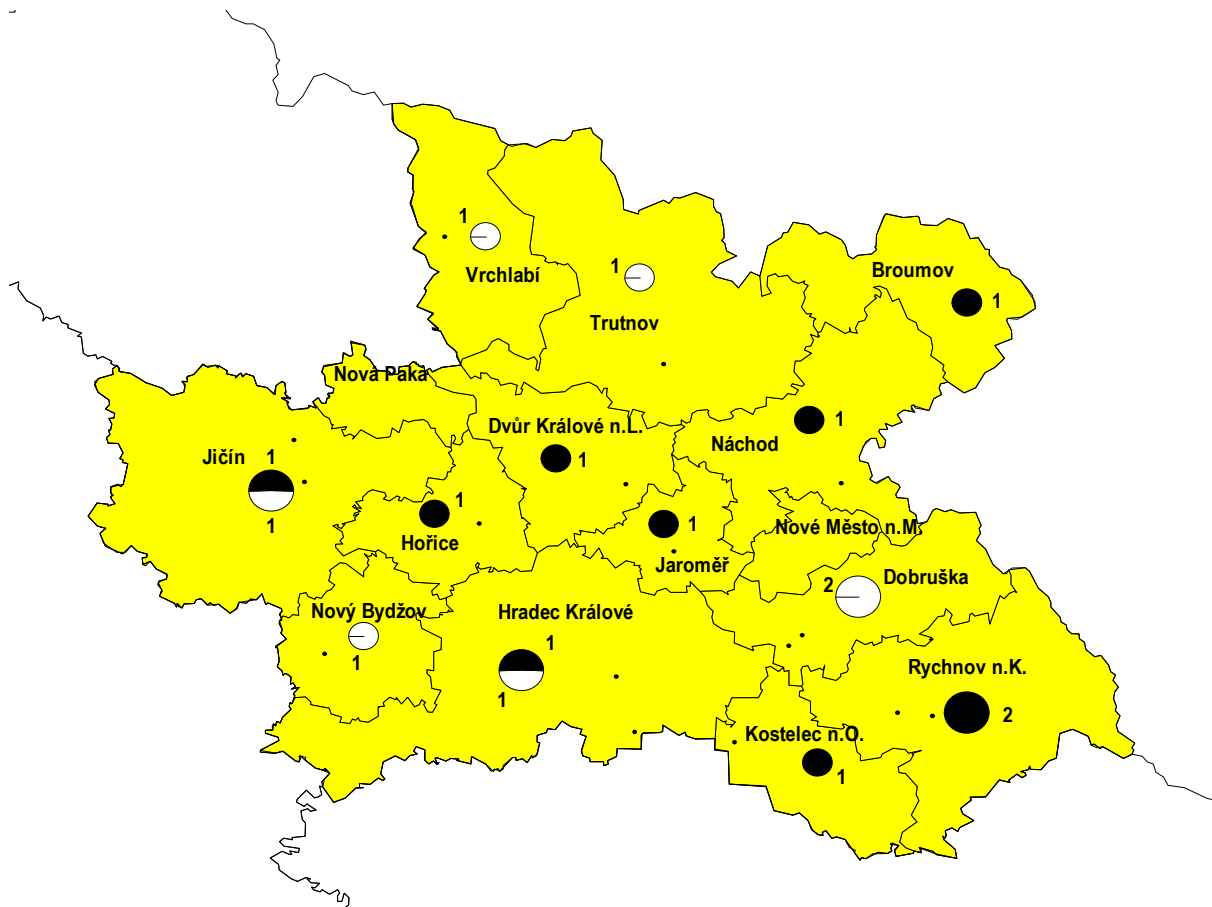 1
Vrchlabí
1
Trutnov
Broumov
1
Nová Paka
Dvůr Králové n.L.
1
1
Náchod
Jičín
1
1
1
Hořice
1
Jaroměř
Nové Město n.M.
2
Dobruška
Nový Bydžov
1
Hradec Králové
1
1
Rychnov n.K.
2
Kostelec n.O.
1